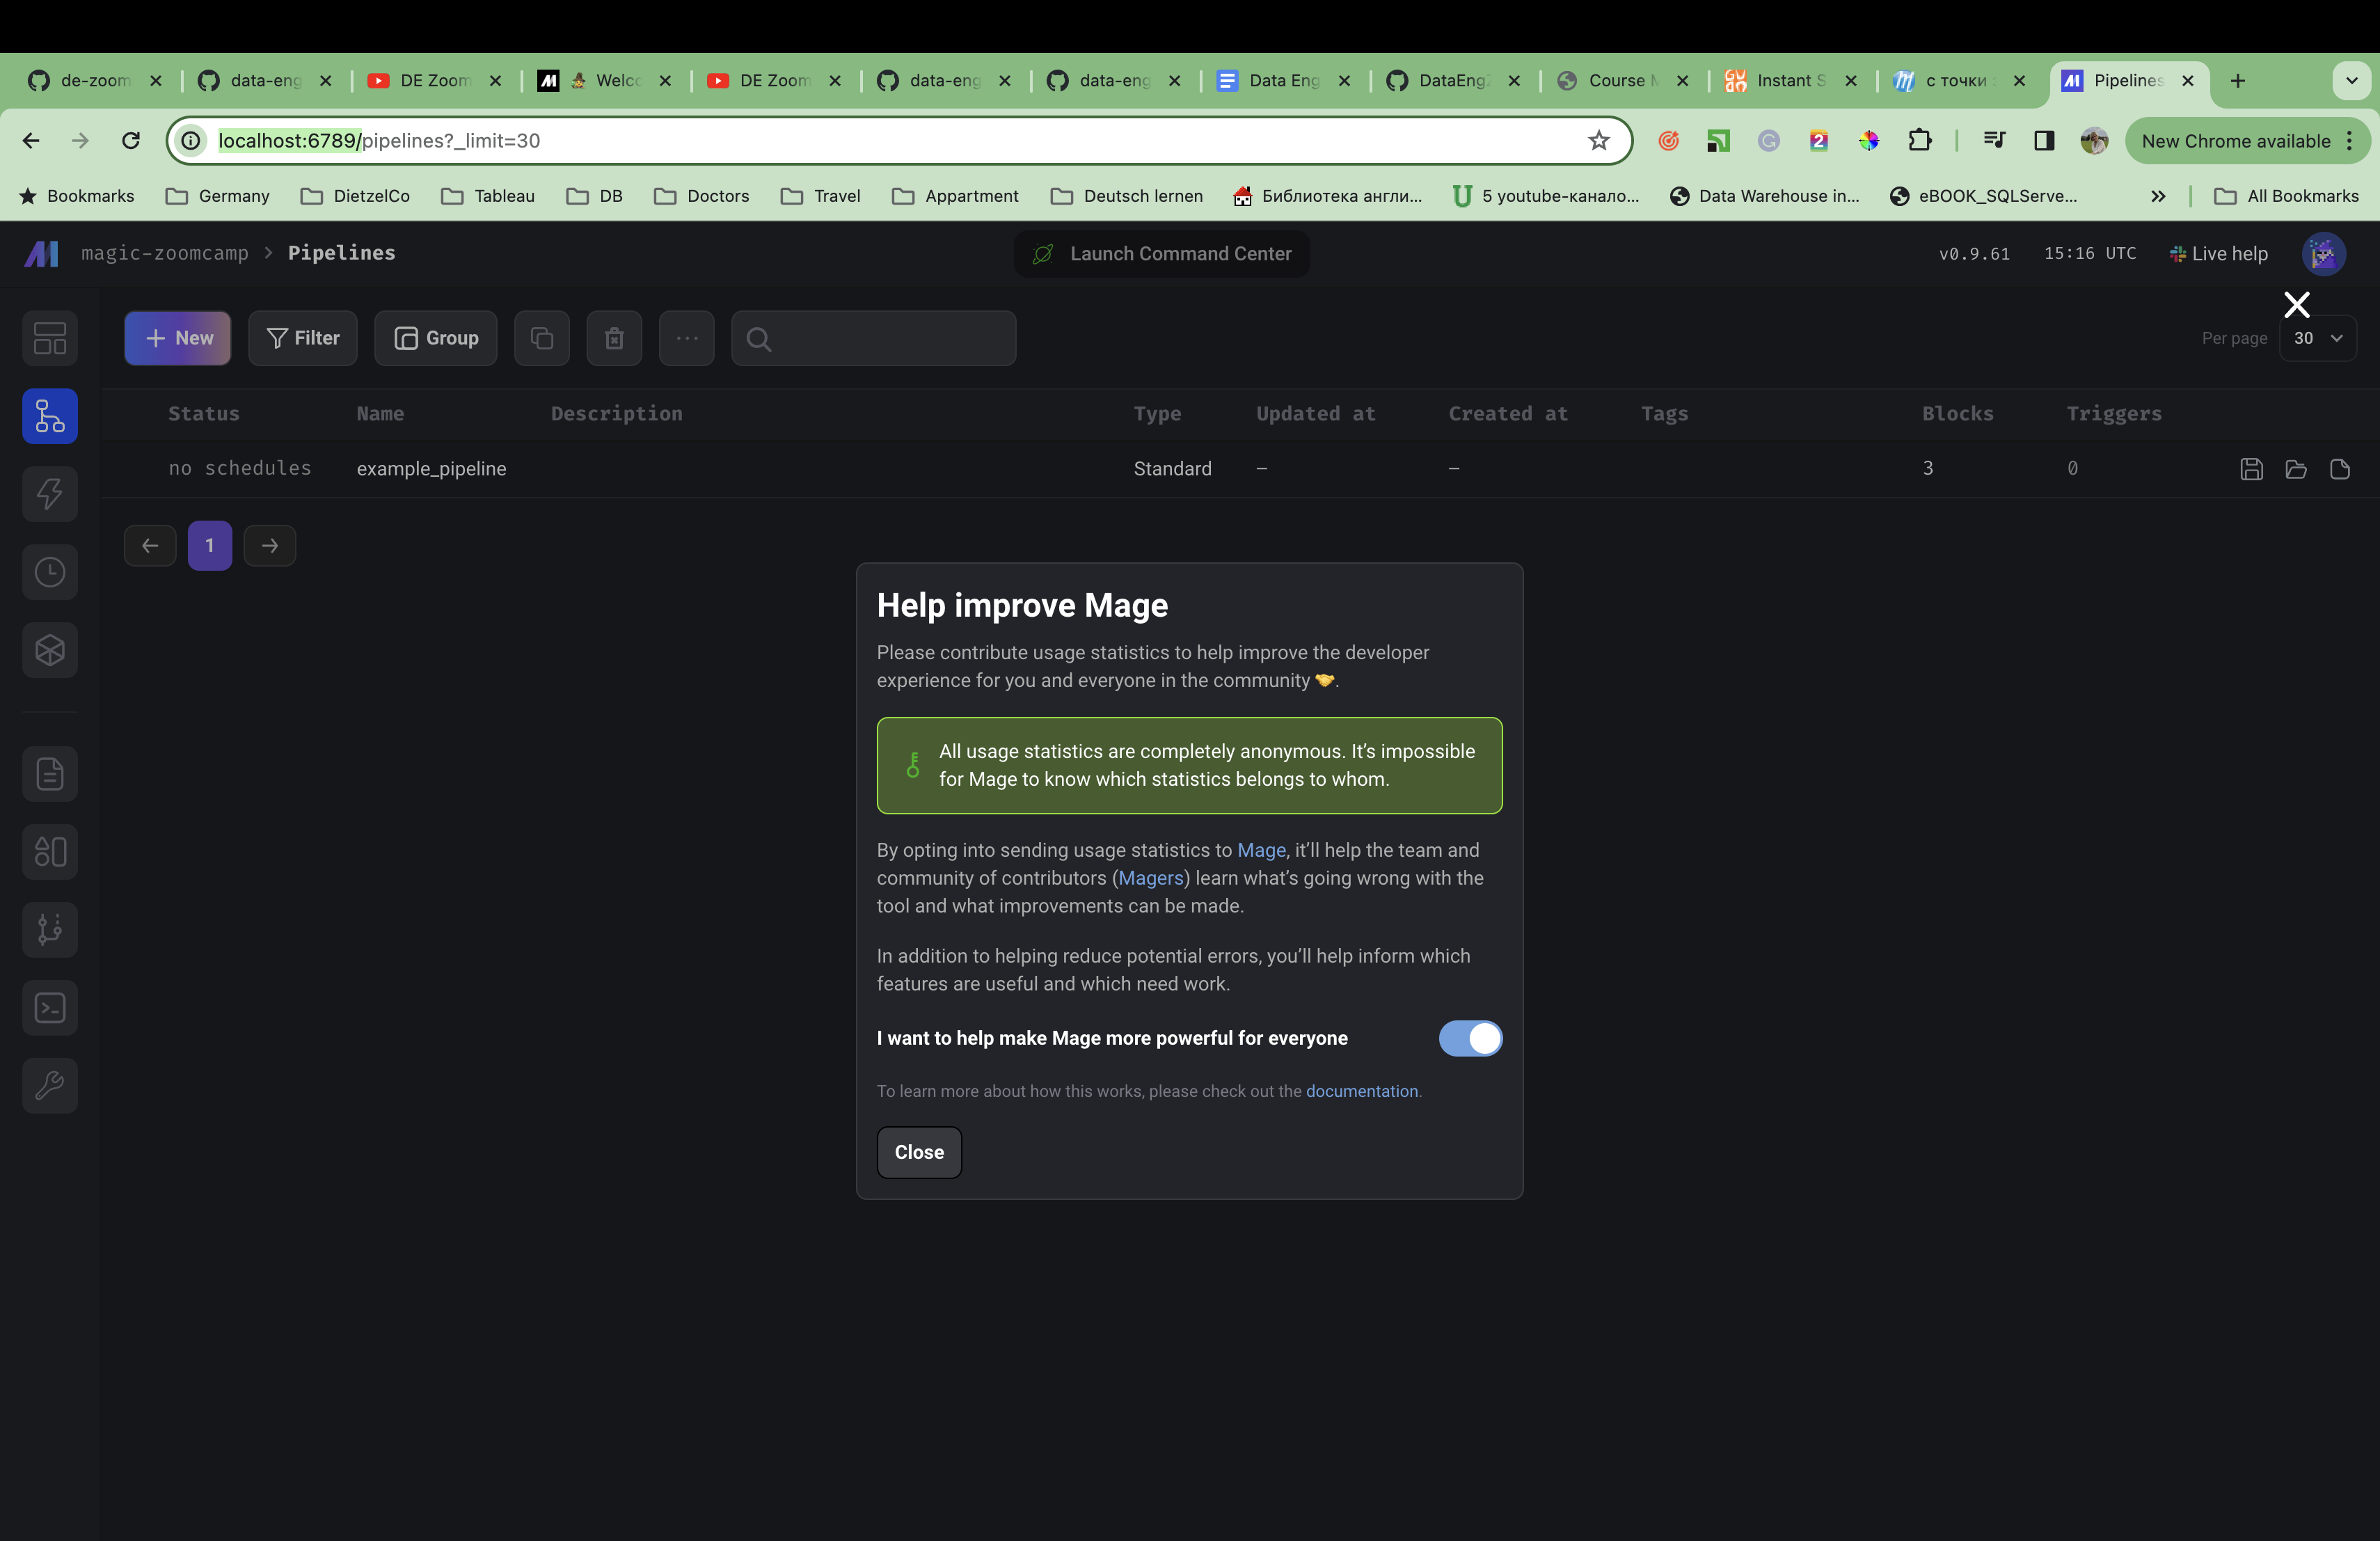 de-zoom
data-eng
DE Zoom
Welco
DE Zoom
data-eng
data-eng
Data Eng
DataEng
Course
Instant S
с точки
Pipelines
localhost:6789/pipelines?_limit=30
New Chrome available
Bookmarks
Germany
DietzelCo
Tableau
DB
Doctors
Travel
Appartment
Deutsch lernen
Библиотека англи...
5 youtube-канало...
Data Warehouse in...
eBOOK_SQLServe...
All Bookmarks
magic-zoomcamp > Pipelines
Launch Command Center
v0.9.61
15:16 UTC
Live help
New
Filter
Group
Per page
30
Status
Name
Description
Type
Updated at
Created at
Tags
Blocks
Triggers
no schedules
example_pipeline
Standard
—
—
3
0
1
Help improve Mage
Please contribute usage statistics to help improve the developer
experience for you and everyone in the community 🤝.
All usage statistics are completely anonymous. It’s impossible
for Mage to know which statistics belongs to whom.
By opting into sending usage statistics to Mage, it’ll help the team and
community of contributors (Magers) learn what’s going wrong with the
tool and what improvements can be made.
In addition to helping reduce potential errors, you’ll help inform which
features are useful and which need work.
I want to help make Mage more powerful for everyone
To learn more about how this works, please check out the documentation.
Close